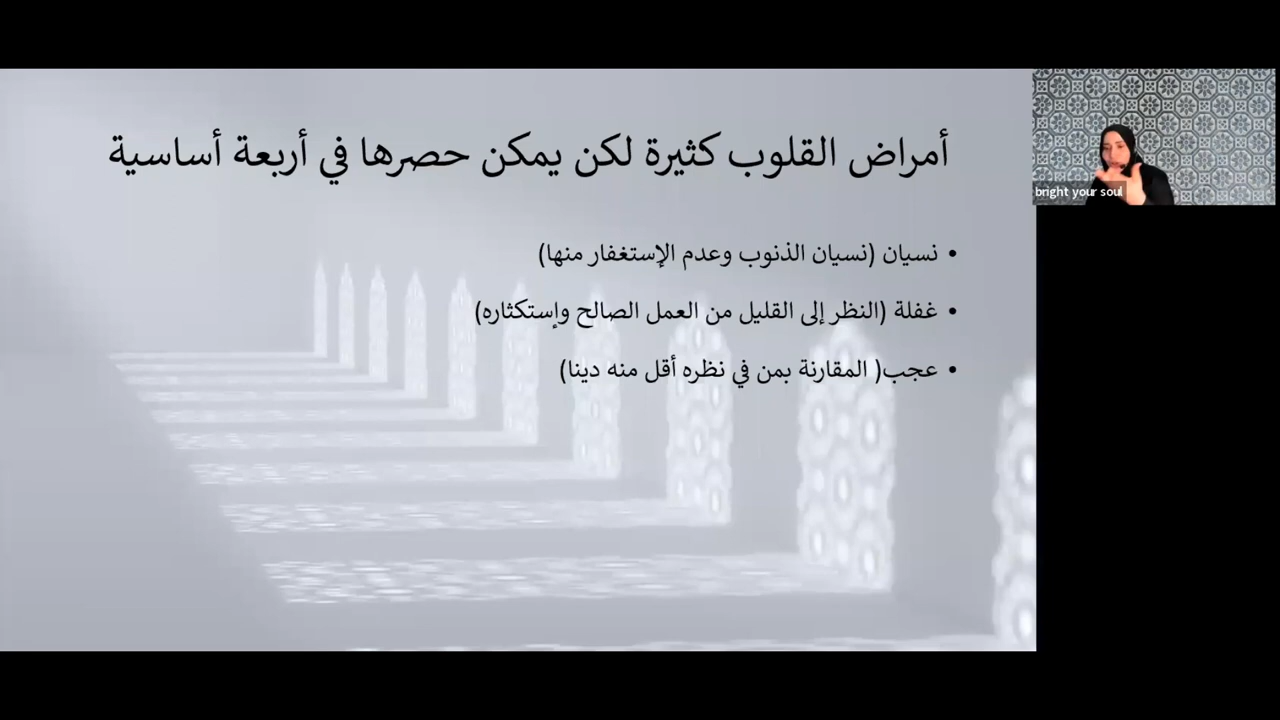 أمراض القلوب كثيرة لكن يمكن حصرها في أربعة أساسية
• نسيان (نسيان الذنوب وعدم الإستغفار منها)
• غفلة (النظر إلى القليل من العمل الصالح وإستكثاره)
• عجب( المقارنة بمن في نظره أقل منه دينا)
bright your soul